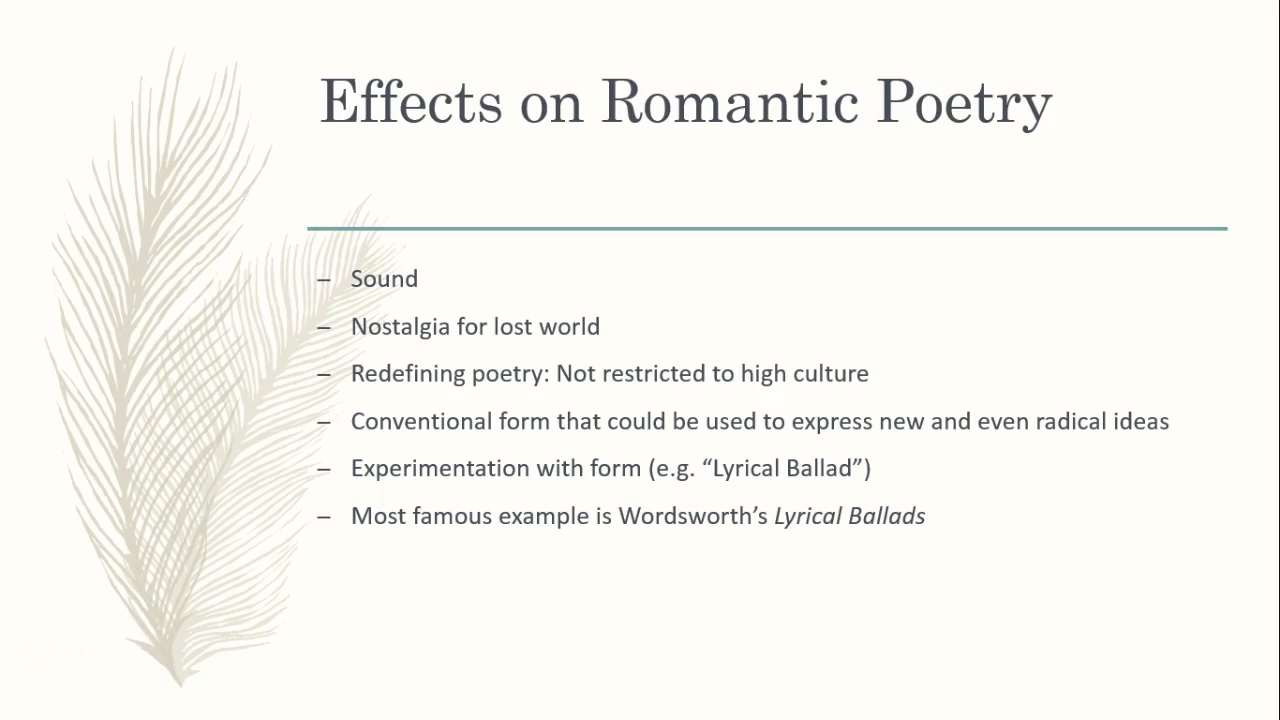 Effects on Romantic Poetry
– Sound
– Nostalgia for lost world
– Redefining poetry: Not restricted to high culture
– Conventional form that could be used to express new and even radical ideas
– Experimentation with form (e.g. “Lyrical Ballad”)
– Most famous example is Wordsworth’s Lyrical Ballads